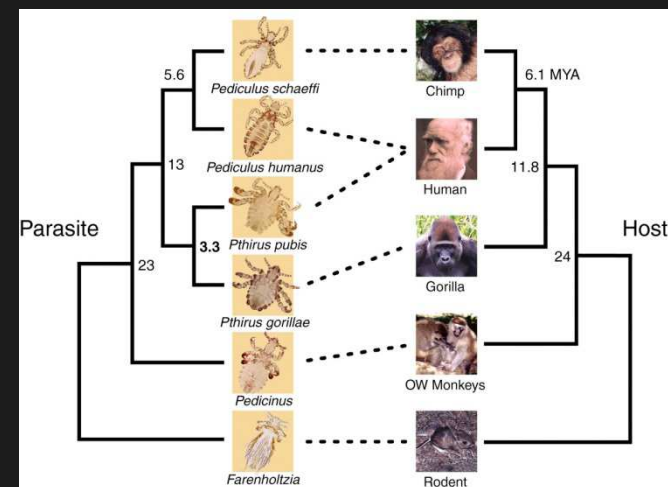 5.6
Pediculus schaeffi
Chimp
6.1 MYA
Pediculus humanus
13
Human
11.8
Parasite
Host
3.3
Pthirus pubis
23
24
Pthirus gorillae
Gorilla
Pedicinus
OW Monkeys
Farenholtzia
Rodent